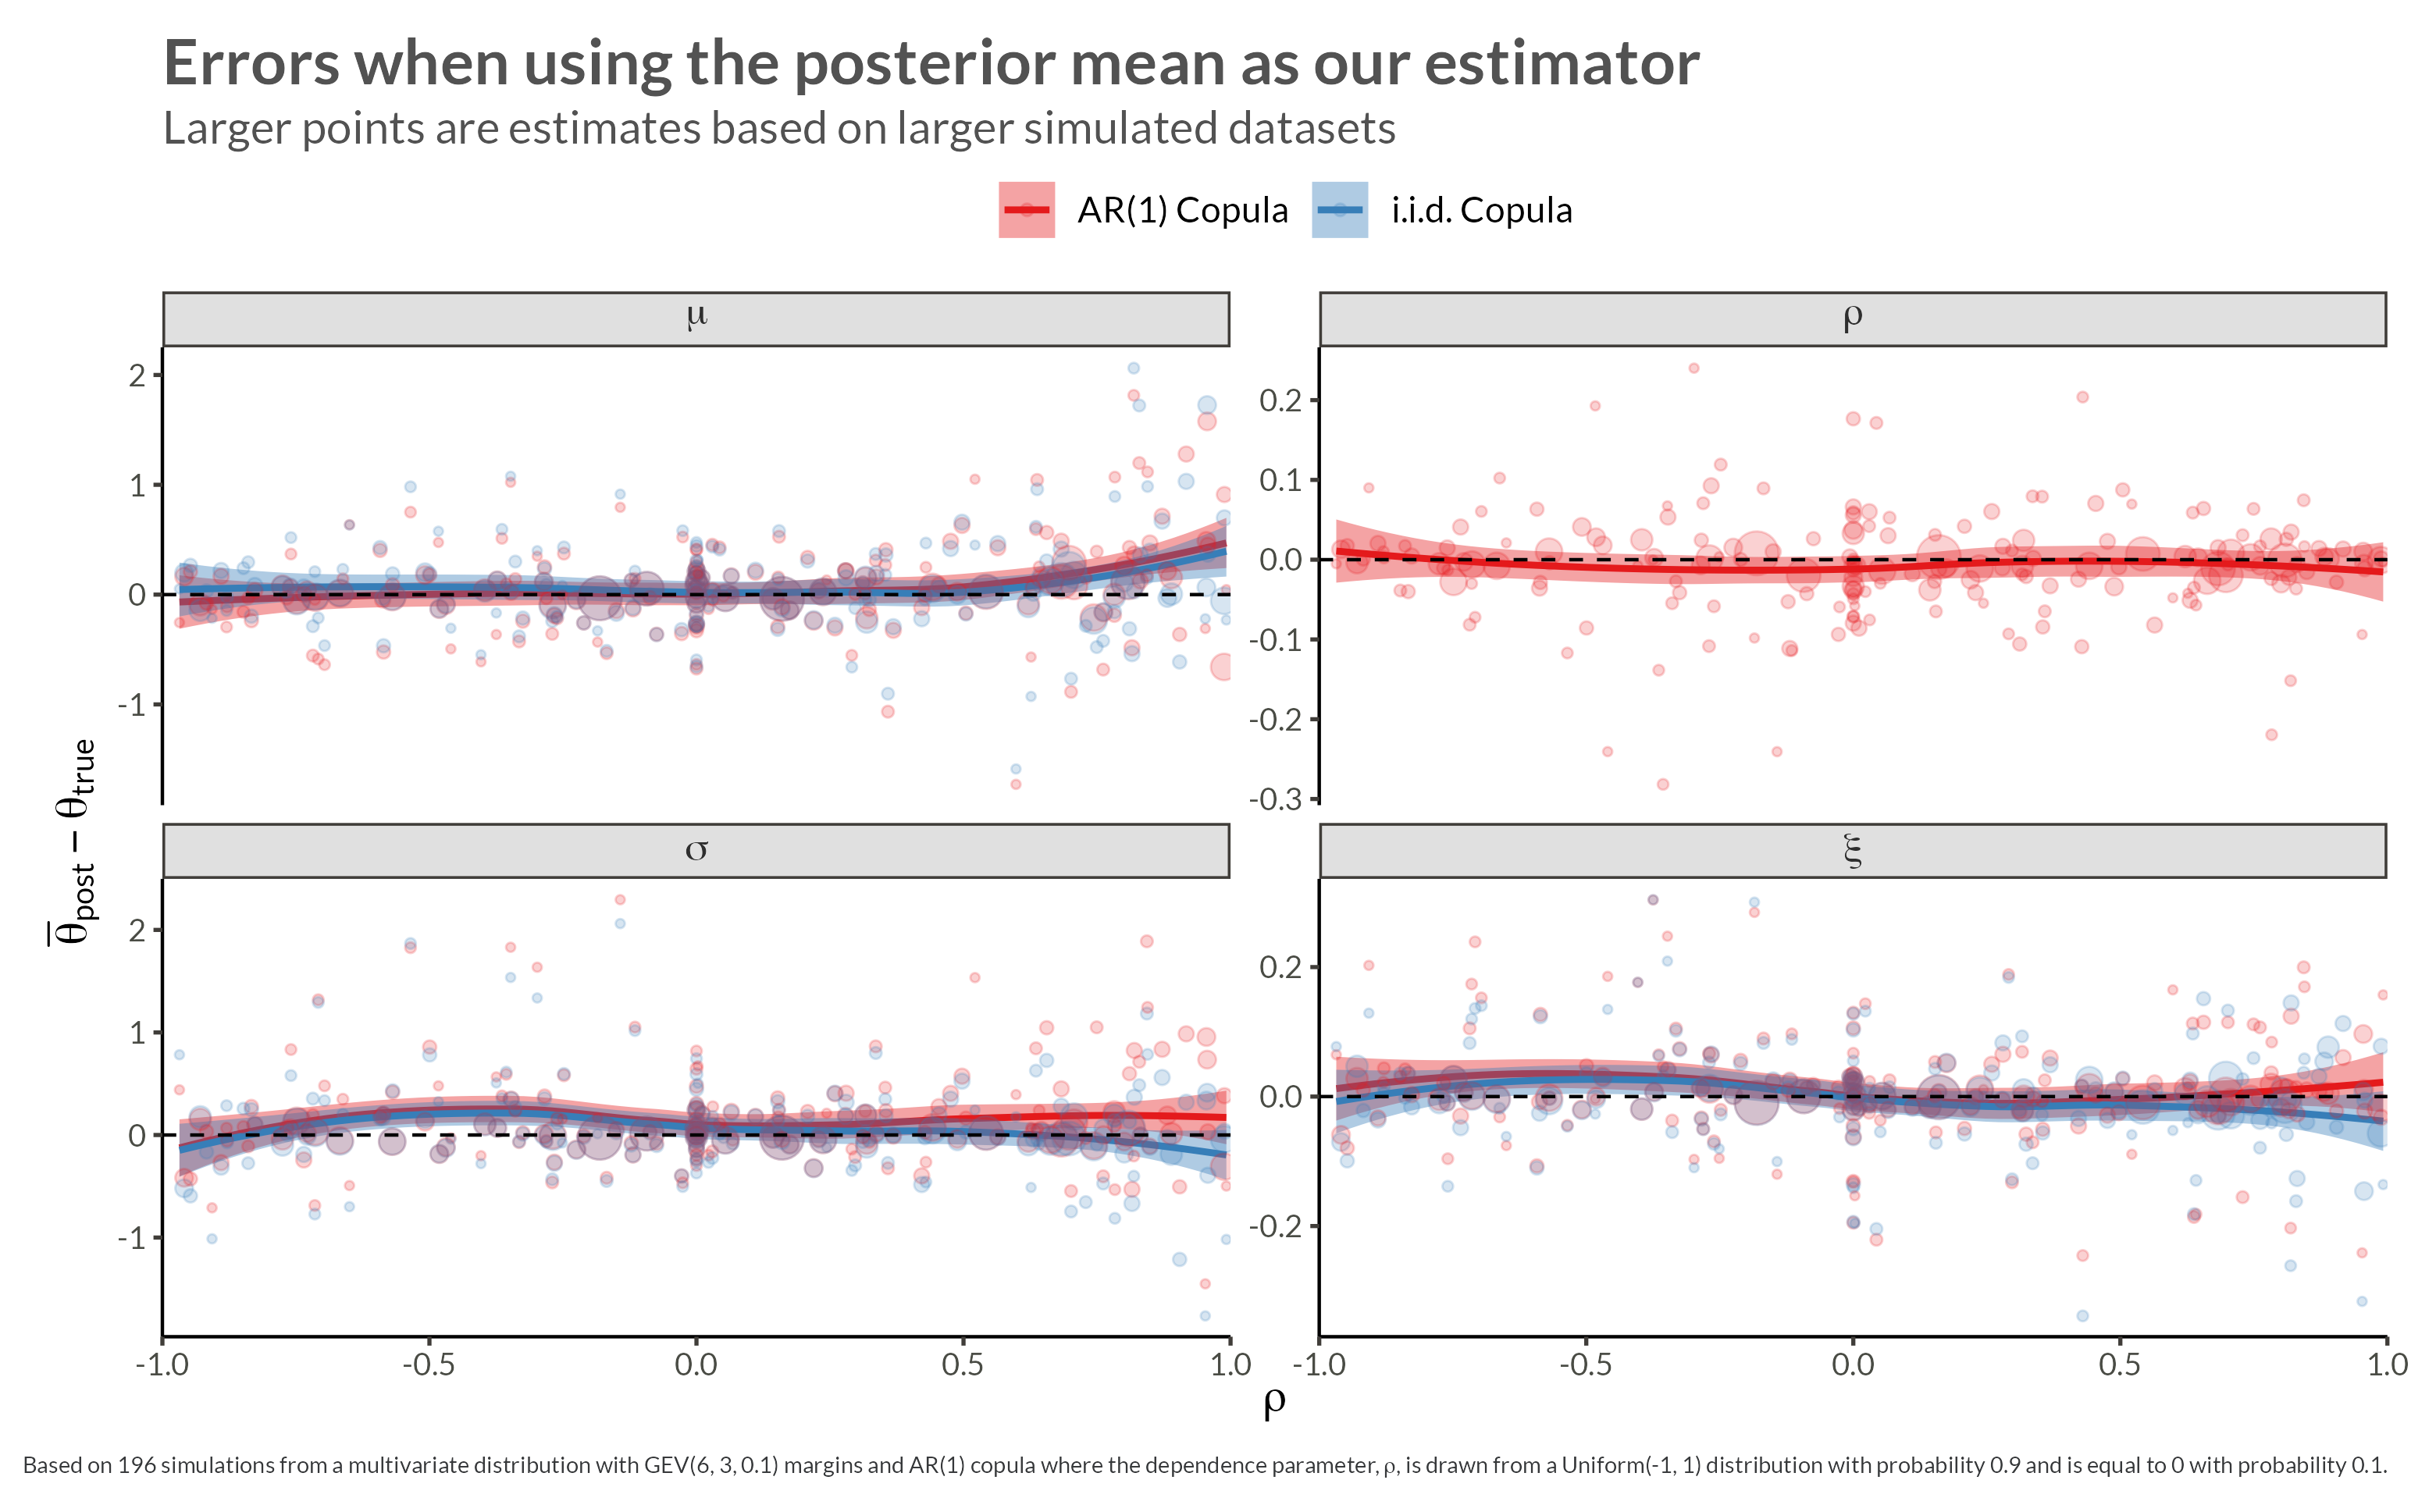 Errors when using the posterior mean as our estimator
Larger points are estimates based on larger simulated datasets
AR(1) Copula i.i.d. Copula
μ ρ
2
1
0
-1
0.2
0.1
0.0
-0.1
-0.2
-0.3
σ ξ
2
1
0
-1
0.2
0.0
-0.2
-1.0 -0.5 0.0 0.5 1.0 -1.0 -0.5 0.0 0.5 1.0
ρ
θ̅post − θtrue
Based on 196 simulations from a multivariate distribution with GEV(6, 3, 0.1) margins and AR(1) copula where the dependence parameter, ρ, is drawn from a Uniform(-1, 1) distribution with probability 0.9 and is equal to 0 with probability 0.1.